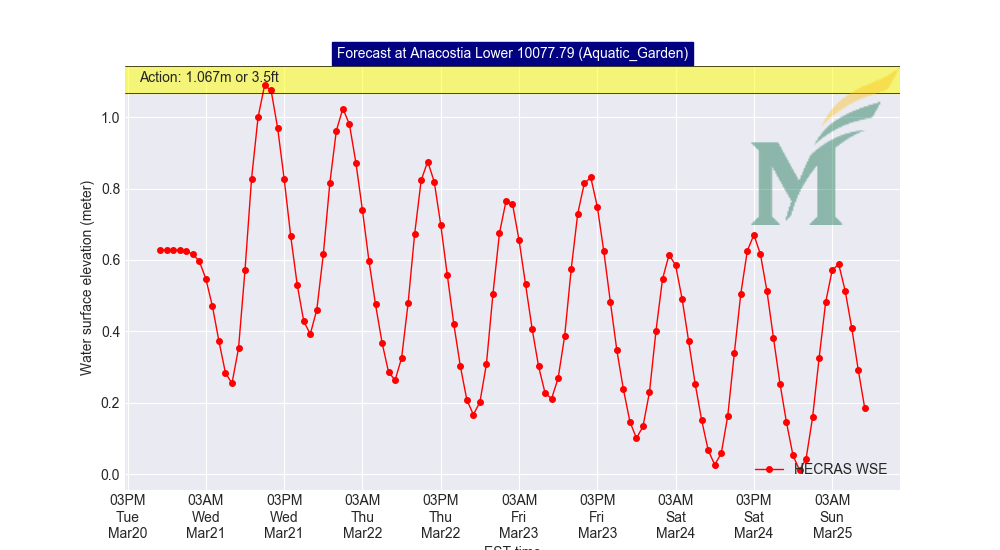 Forecast at Anacostia Lower 10077.79 (Aquatic_Garden)
Action: 1.067m or 3.5ft
M
Water surface elevation (meter)
1.0
0.8
0.6
0.4
0.2
0.0
HECRAS WSE
03PM 03AM 03PM 03AM 03PM 03AM 03PM 03AM 03PM 03AM
Tue Wed Wed Thu Thu Fri Fri Sat Sat Sun
Mar20 Mar21 Mar21 Mar22 Mar22 Mar23 Mar23 Mar24 Mar24 Mar25
EST time